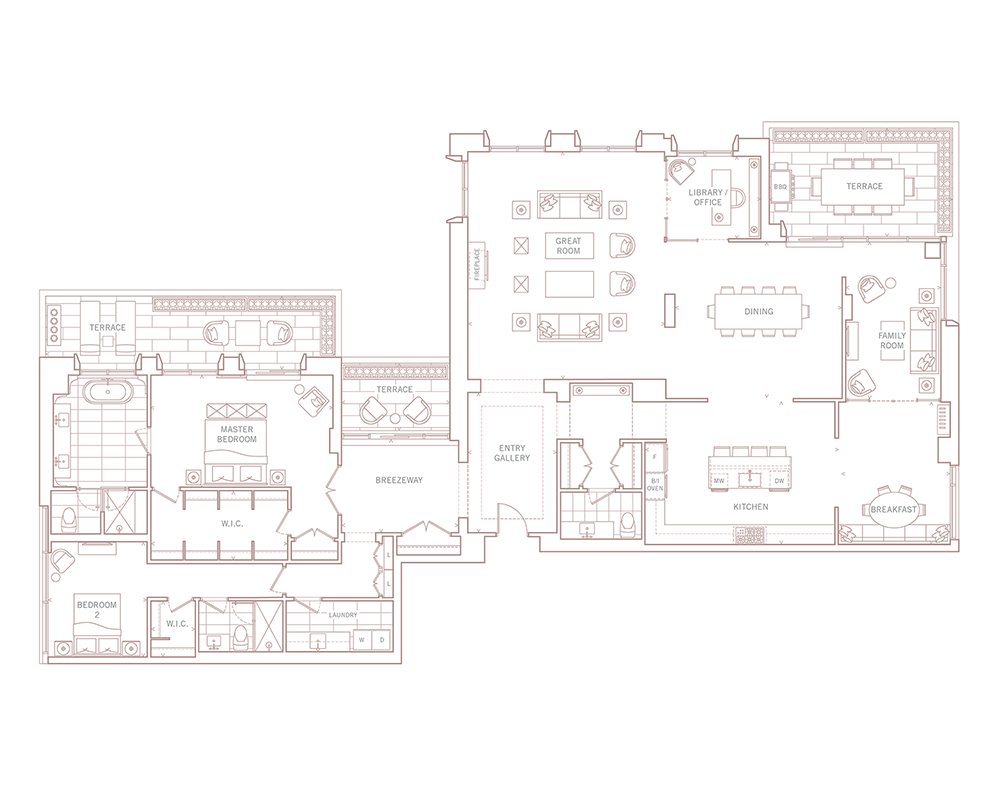 TERRACE
BBQ
LIBRARY /
OFFICE
GREAT
ROOM
FIREPLACE
DINING
FAMILY
ROOM
TERRACE
TERRACE
MASTER
BEDROOM
ENTRY
GALLERY
BREEZEWAY
F
B/I
OVEN
MW
DW
KITCHEN
BREAKFAST
W.I.C.
L
L
BEDROOM
2
W.I.C.
LAUNDRY
W
D